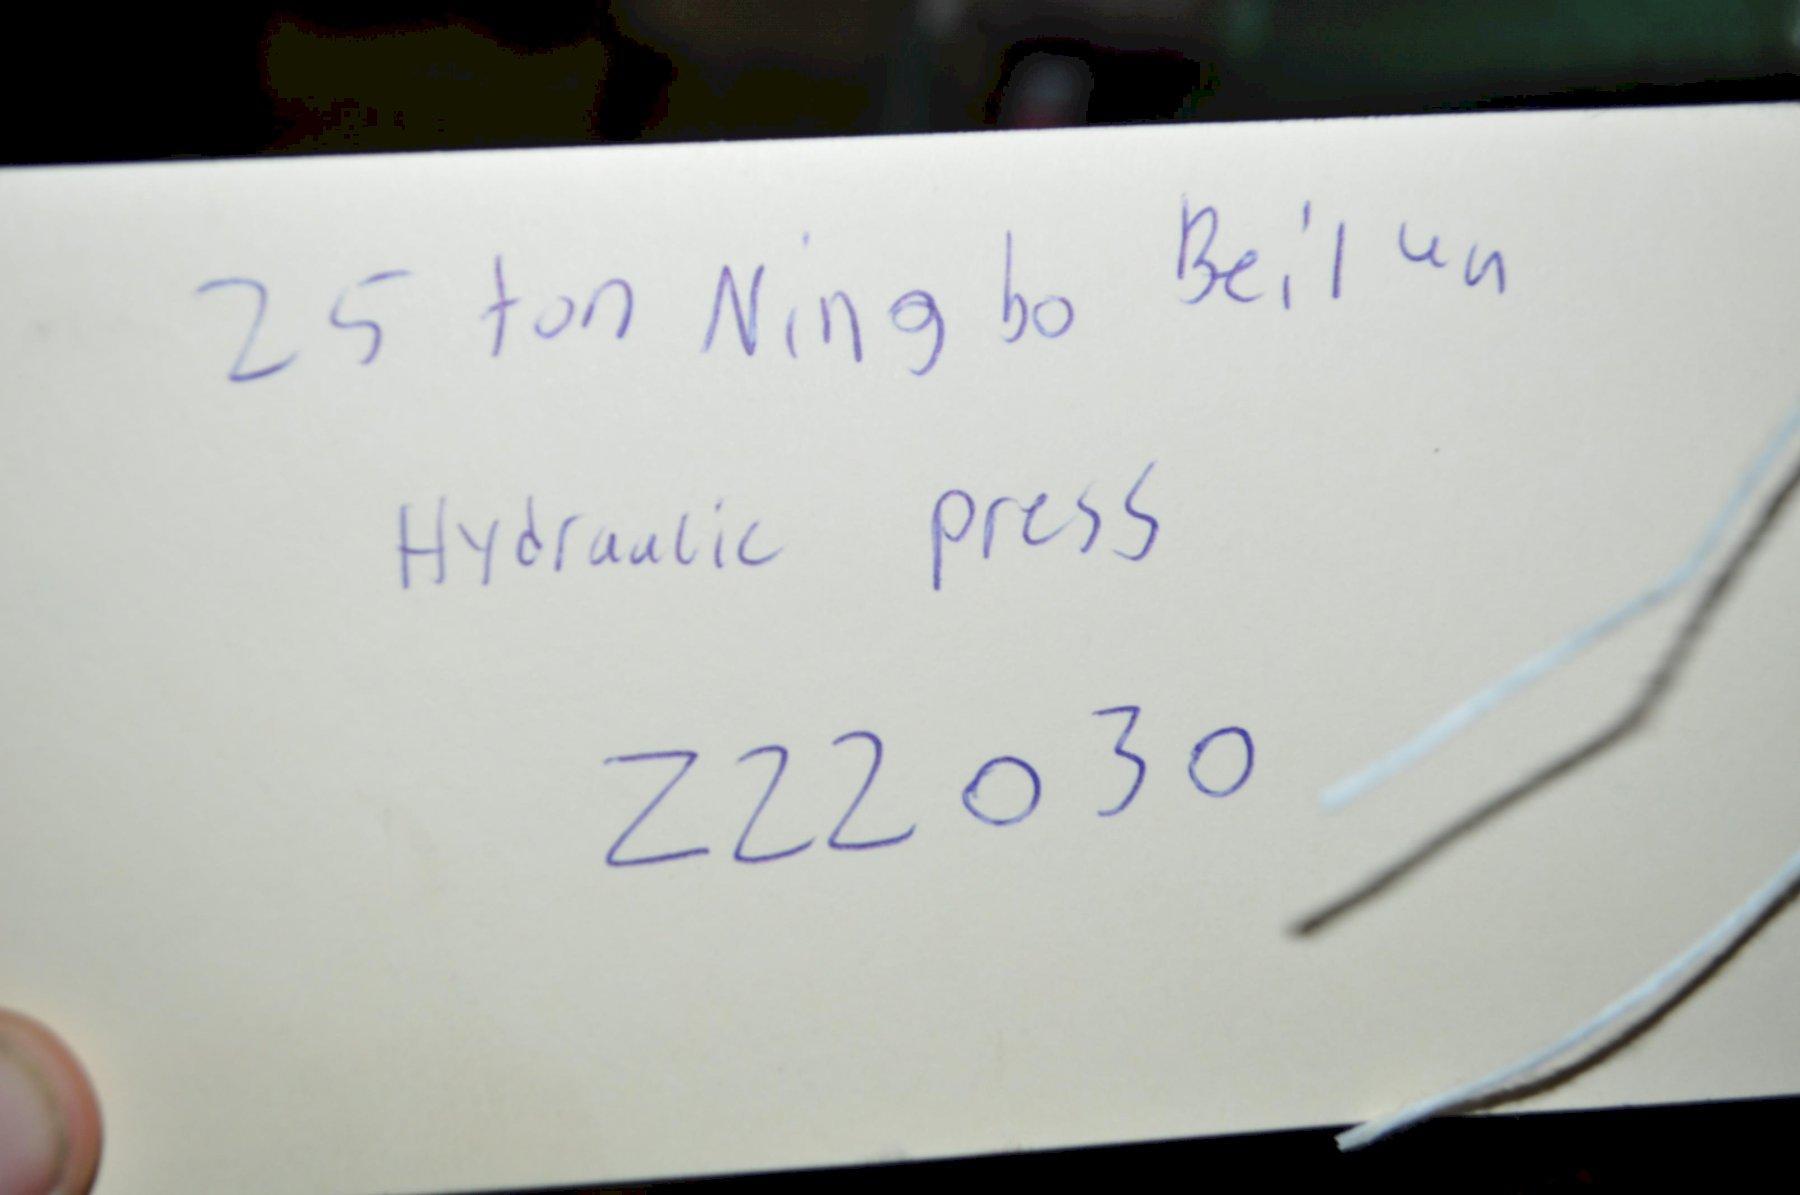 25 ton Ningbo Beilun
Hydraulic press
Z22030